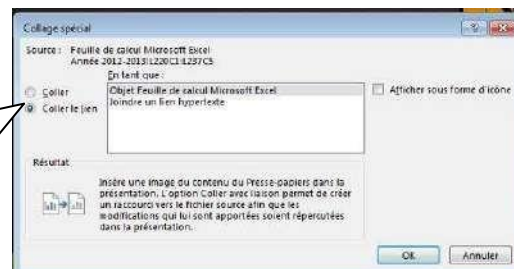 Collage spécial
Source : Feuille de calcul Microsoft Excel
Année 2012-2013!L220C1:L237C5
En tant que :
Coller
Coller le lien
Objet Feuille de calcul Microsoft Excel
Joindre un lien hypertexte
Afficher sous forme d'icône
Résultat
Insère une image du contenu du Presse-papiers dans la
présentation. L'option Coller avec liaison permet de créer
un raccourci vers le fichier source afin que les
modifications qui lui sont apportées soient répercutées
dans la présentation.
OK
Annuler